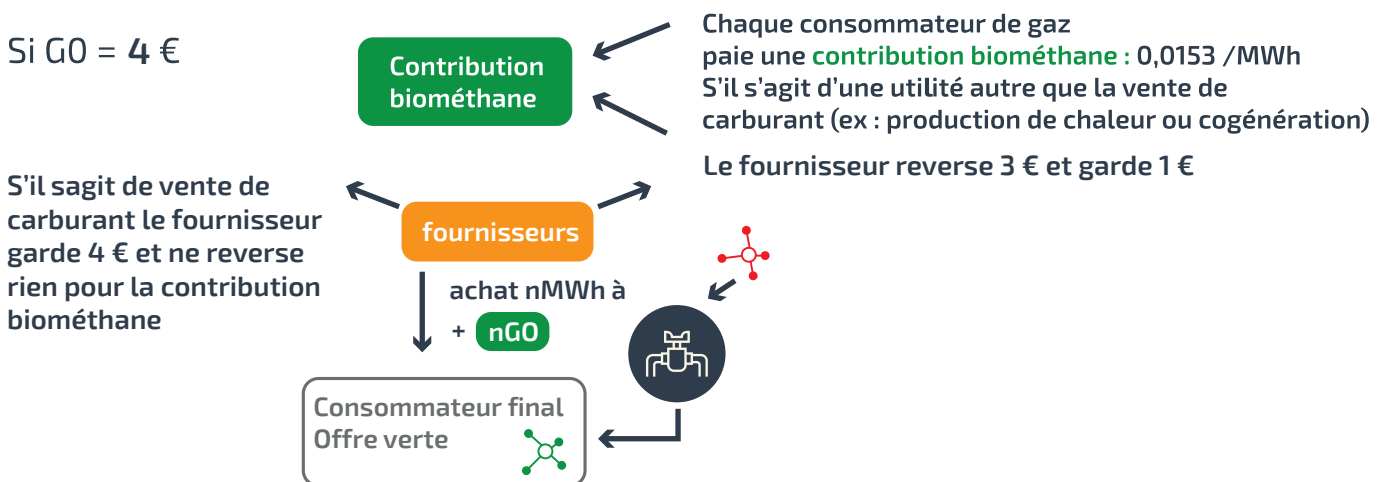 Si GO = 4 €
Contribution
biométhane
Chaque consommateur de gaz
paie une contribution biométhane : 0,0153 /MWh
S'il s'agit d'une utilité autre que la vente de
carburant (ex : production de chaleur ou cogénération)
Le fournisseur reverse 3 € et garde 1 €
S'il sagit de vente de
carburant le fournisseur
garde 4 € et ne reverse
rien pour la contribution
biométhane
fournisseurs
achat nMWh à
+ nGO
Consommateur final
Offre verte